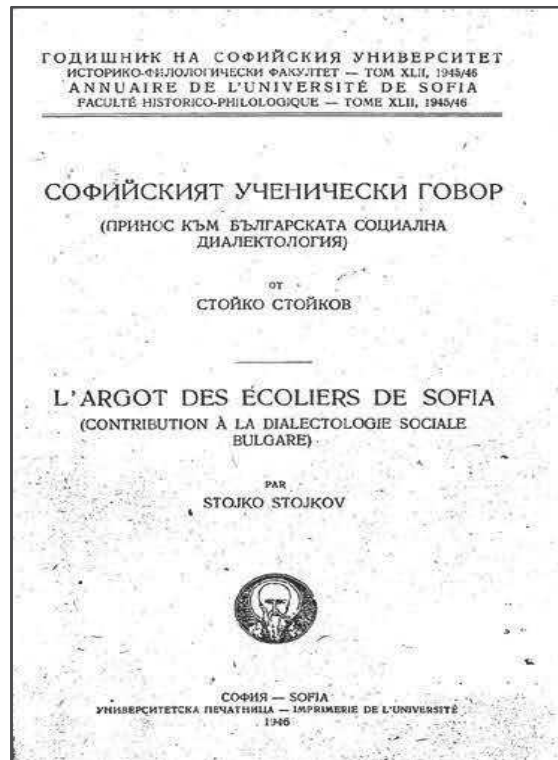 ГОДИШНИК НА СОФИЙСКИЯ УНИВЕРСИТЕТ
ИСТОРИКО-ФИЛОЛОГИЧЕСКИ ФАКУЛТЕТ — ТОМ XLII, 1945/46
ANNUAIRE DE L'UNIVERSITÉ DE SOFIA
FACULTÉ HISTORICO-PHILOLOGIQUE — TOME XLII, 1945/46
СОФИЙСКИЯТ УЧЕНИЧЕСКИ ГОВОР
(ПРИНОС КЪМ БЪЛГАРСКАТА СОЦИАЛНА
ДИАЛЕКТОЛОГИЯ)
ОТ
СТОЙКО СТОЙКОВ
L'ARGOT DES ÉCOLIERS DE SOFIA
(CONTRIBUTION À LA DIALECTOLOGIE SOCIALE
BULGARE)
PAR
STOJKO STOJKOV
СОФИЯ — SOFIA
УНИВЕРСИТЕТСКА ПЕЧАТНИЦА — IMPRIMERIE DE L'UNIVERSITÉ
1946